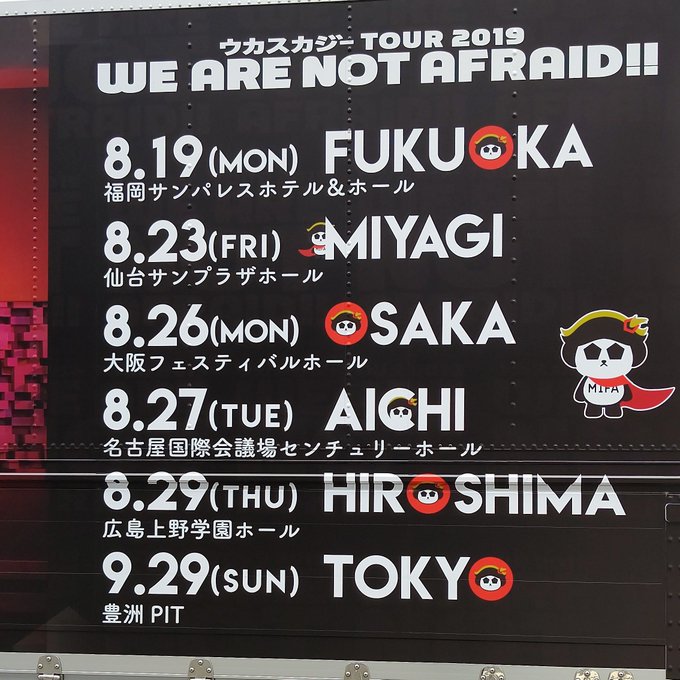 ウカスカジー TOUR 2019
WE ARE NOT AFRAID!!
8.19(MON) FUKUOKA
福岡サンパレスホテル&ホール
8.23(FRI) MIYAGI
仙台サンプラザホール
8.26(MON) OSAKA
大阪フェスティバルホール
MIFA
8.27(TUE) AICHI
名古屋国際会議場センチュリーホール
8.29(THU) HIROSHIMA
広島上野学園ホール
9.29(SUN) TOKYO
豊洲 PIT